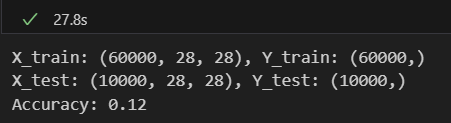 27.8s
X_train: (60000, 28, 28), Y_train: (60000,)
X_test: (10000, 28, 28), Y_test: (10000,)
Accuracy: 0.12